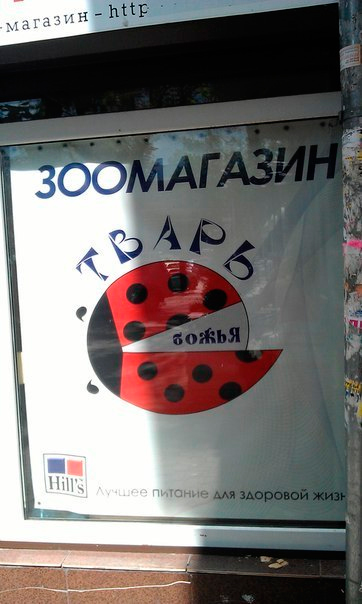 -магазин - http
ЗООМАГАЗИН
ТВАРЬ
божьЯ
Hill's
Лучшее питание для здоровой жизн